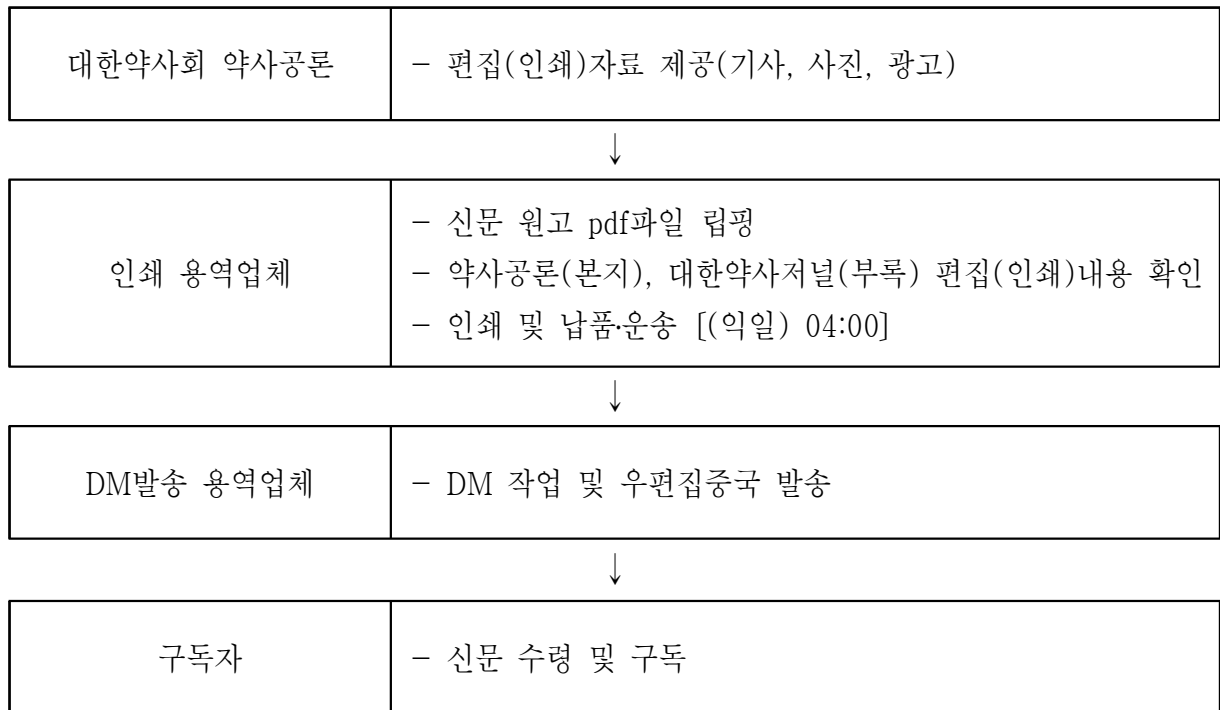 대한약사회 약사공론
- 편집(인쇄)자료 제공(기사, 사진, 광고)
↓
인쇄 용역업체
- 신문 원고 pdf파일 립핑
- 약사공론(본지), 대한약사저널(부록) 편집(인쇄)내용 확인
- 인쇄 및 납품·운송 [(익일) 04:00]
↓
DM발송 용역업체
- DM 작업 및 우편집중국 발송
↓
구독자
- 신문 수령 및 구독